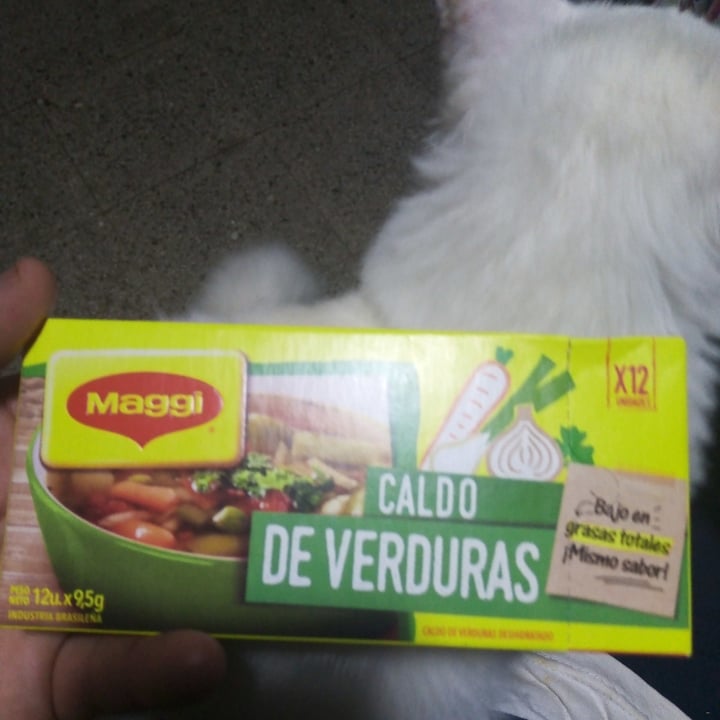 Maggi
X12
UNIDADES
CALDO
DE VERDURAS
Bajo en
grasas totales
¡Mismo sabor!
PESO
NETO 12u.x9,5g
INDUSTRIA BRASILEÑA
CALDO DE VERDURAS DESHIDRATADO